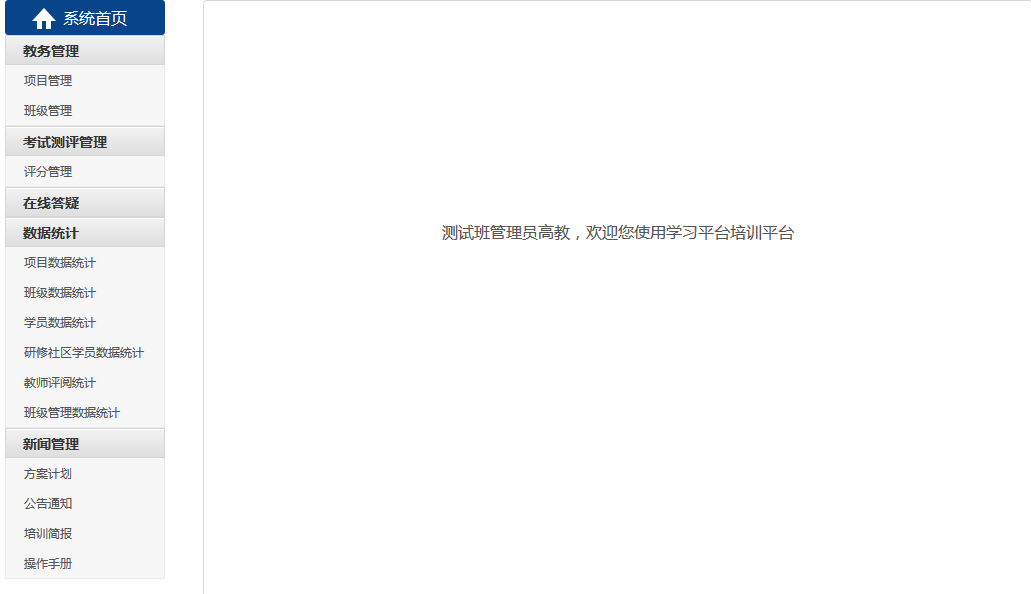 系统首页
教务管理
项目管理
班级管理
考试测评管理
评分管理
在线答疑
数据统计
项目数据统计
班级数据统计
学员数据统计
研修社区学员数据统计
教师评阅统计
班级管理数据统计
新闻管理
方案计划
公告通知
培训简报
操作手册
测试班管理员高教，欢迎您使用学习平台培训平台